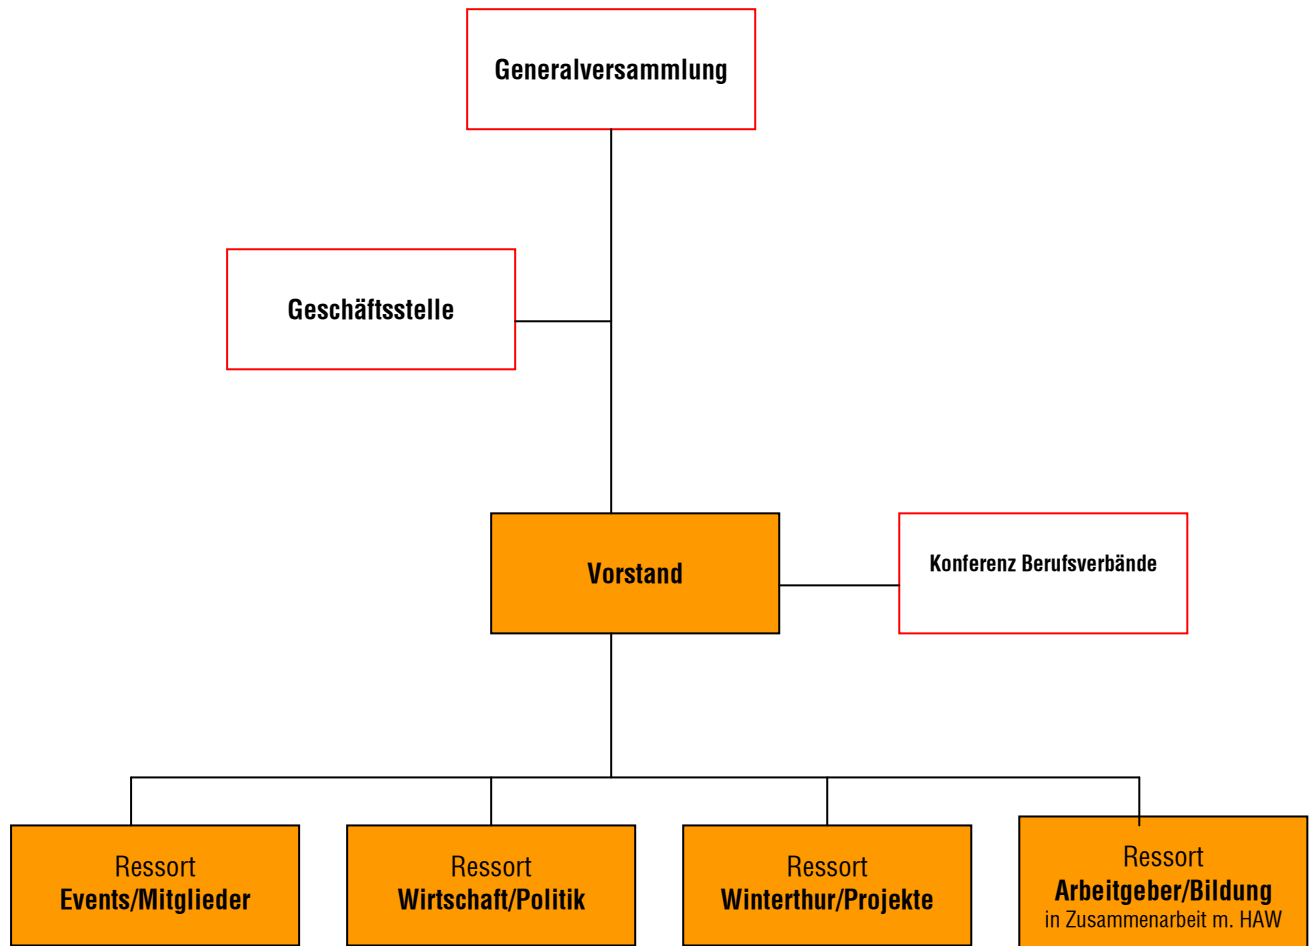 Generalversammlung
Geschäftsstelle
Vorstand
Konferenz Berufsverbände
Ressort
Events/Mitglieder
Ressort
Wirtschaft/Politik
Ressort
Winterthur/Projekte
Ressort
Arbeitgeber/Bildung
in Zusammenarbeit m. HAW